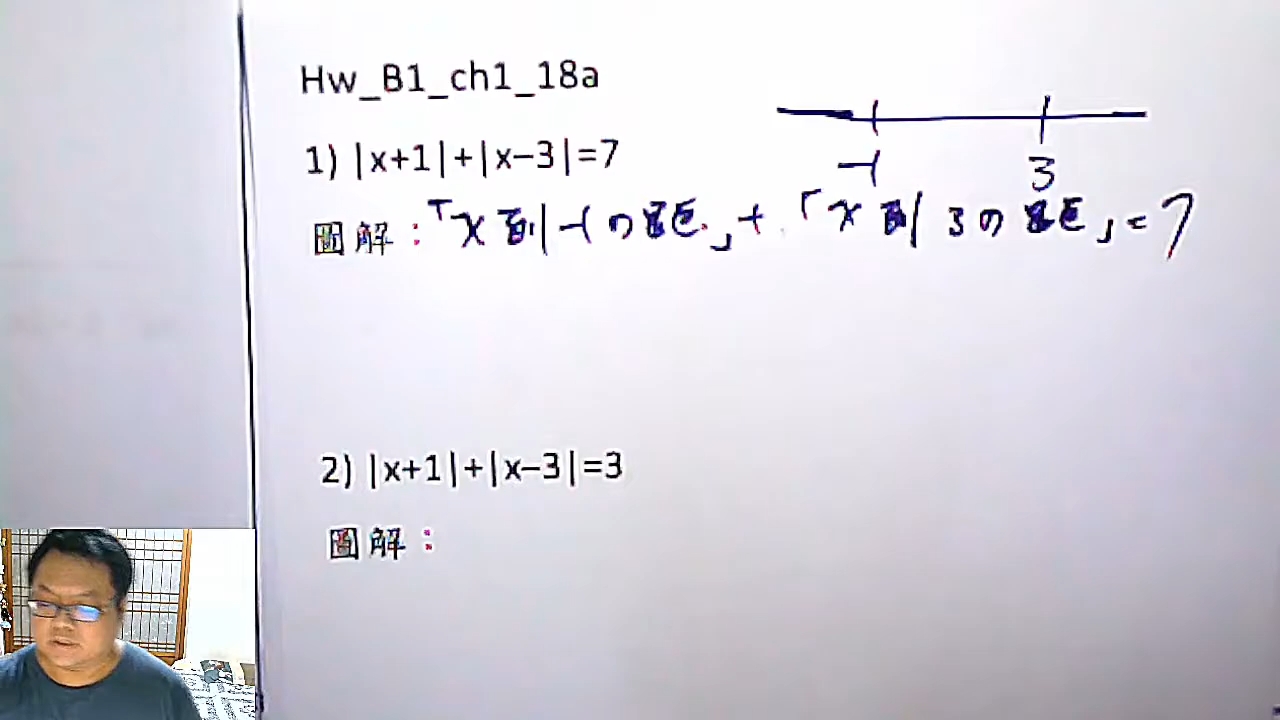 Hw_B1_ch1_18a
1) |x+1|+|x−3|=7
-1 3
圖解：「x到-1の距」+「x到3の距」=7
2) |x+1|+|x−3|=3
圖解：